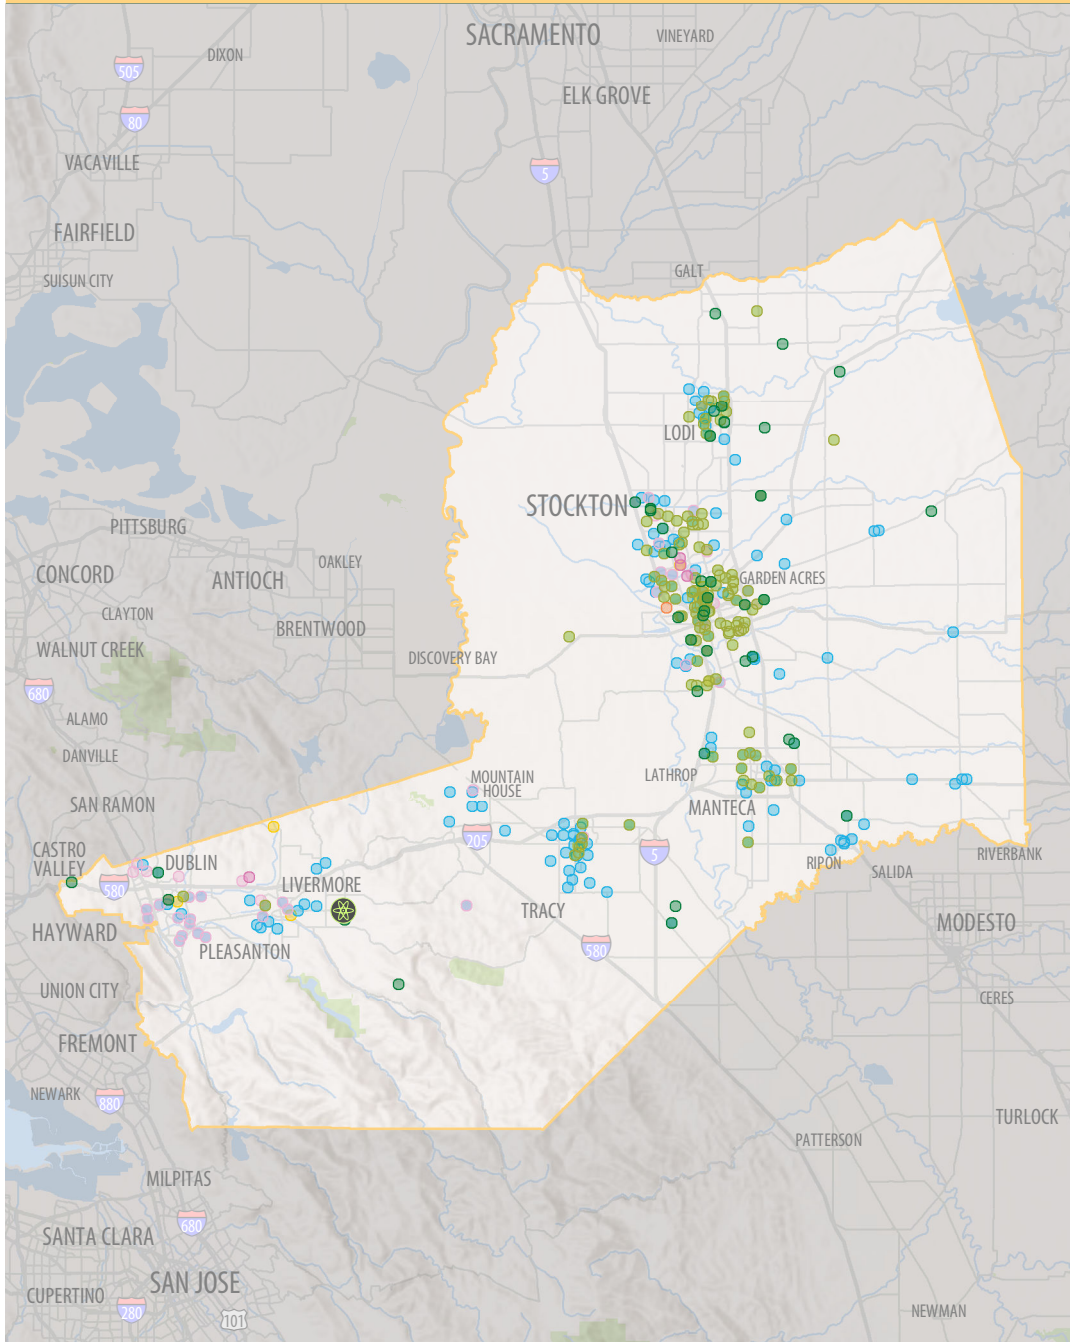 SACRAMENTO
VINEYARD
DIXON
505
ELK GROVE
80
VACAVILLE
5
FAIRFIELD
GALT
SUISUN CITY
LODI
STOCKTON
PITTSBURG
OAKLEY
CONCORD
ANTIOCH
GARDEN ACRES
CLAYTON
BRENTWOOD
WALNUT CREEK
DISCOVERY BAY
680
ALAMO
DANVILLE
MOUNTAIN
HOUSE
LATHROP
SAN RAMON
MANTECA
205
CASTRO
VALLEY
DUBLIN
5
RIPON
RIVERBANK
SALIDA
580
LIVERMORE
TRACY
MODESTO
HAYWARD
580
PLEASANTON
UNION CITY
CERES
FREMONT
NEWARK
880
TURLOCK
PATTERSON
MILPITAS
680
SANTA CLARA
SAN JOSE
CUPERTINO
280
101
NEWMAN